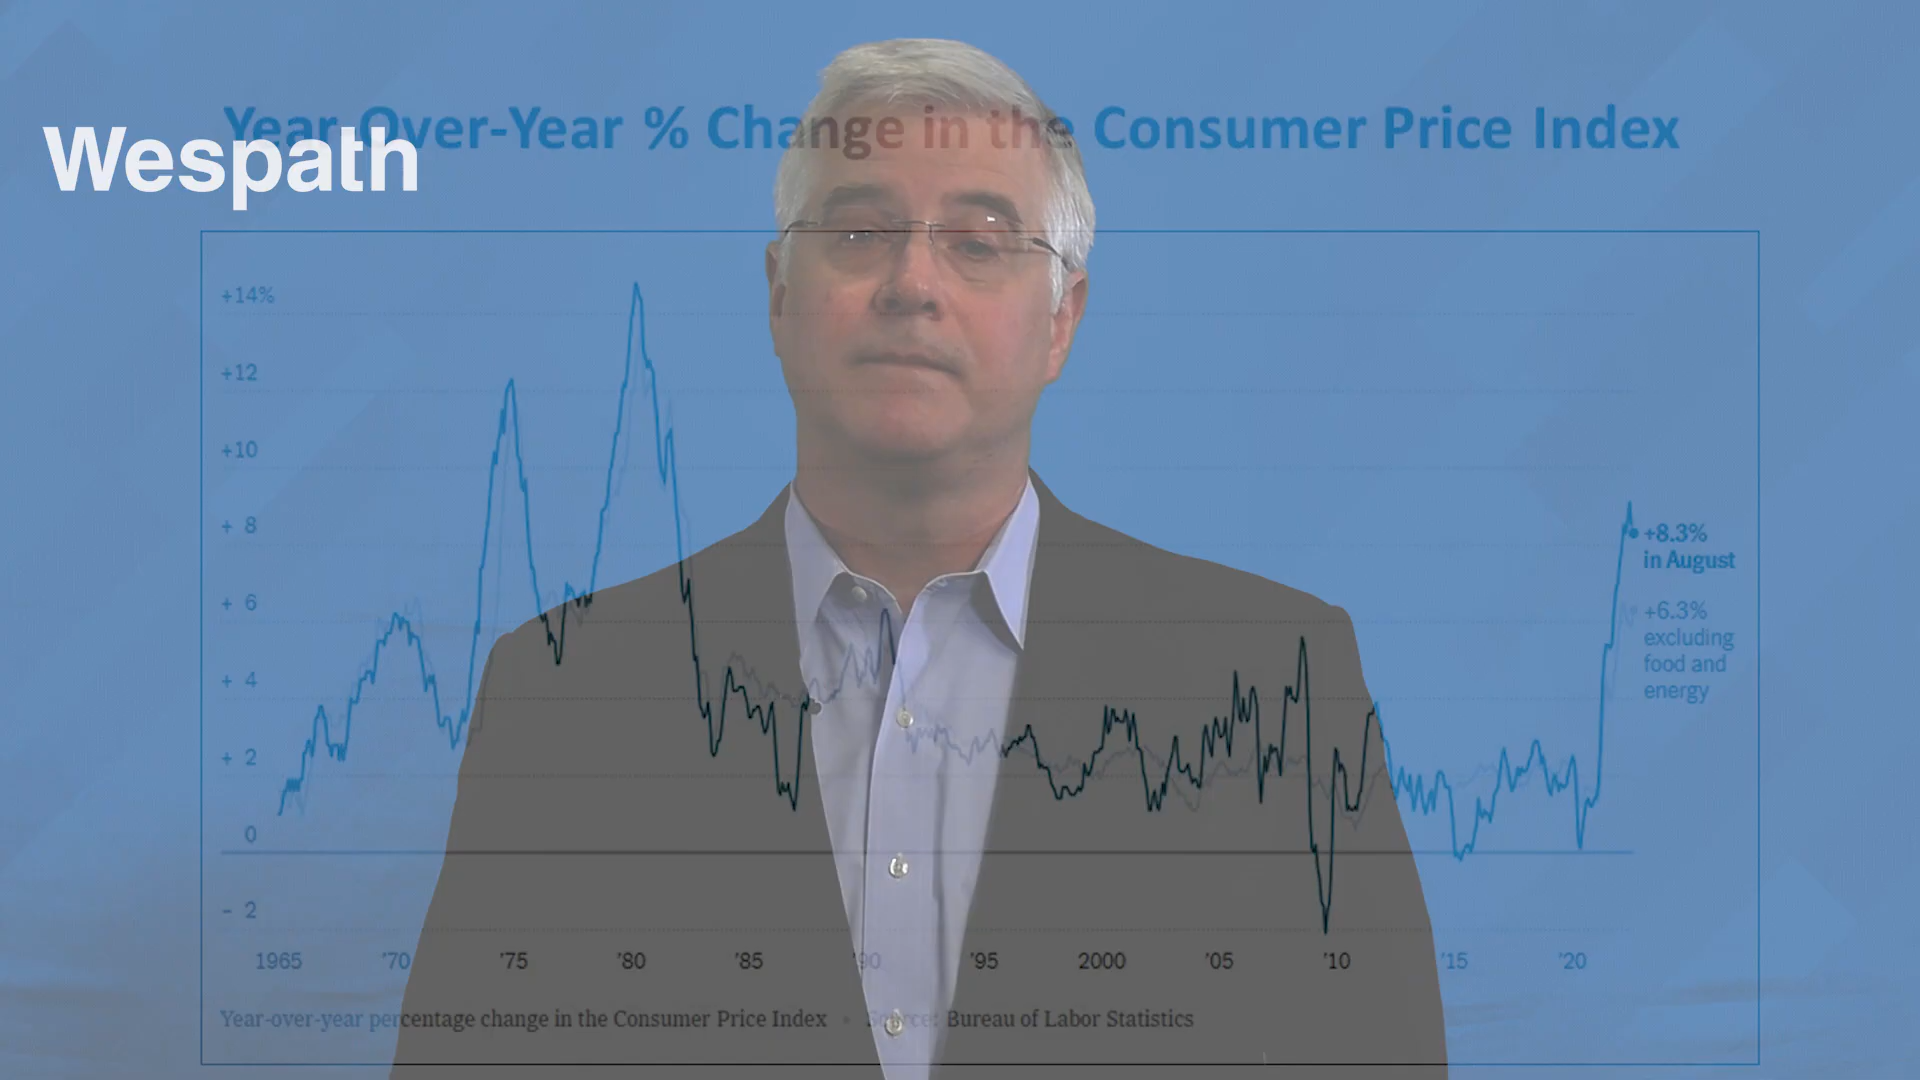 Year-Over-Year % Change in the Consumer Price Index
Wespath
+14%
+12
+10
+ 8
+8.3%
in August
+ 6
+6.3%
excluding
food and
energy
+ 4
+ 2
0
- 2
1965 '70 '75 '80 '85 '90 '95 2000 '05 '10 '15 '20
Year-over-year percentage change in the Consumer Price Index • Source: Bureau of Labor Statistics